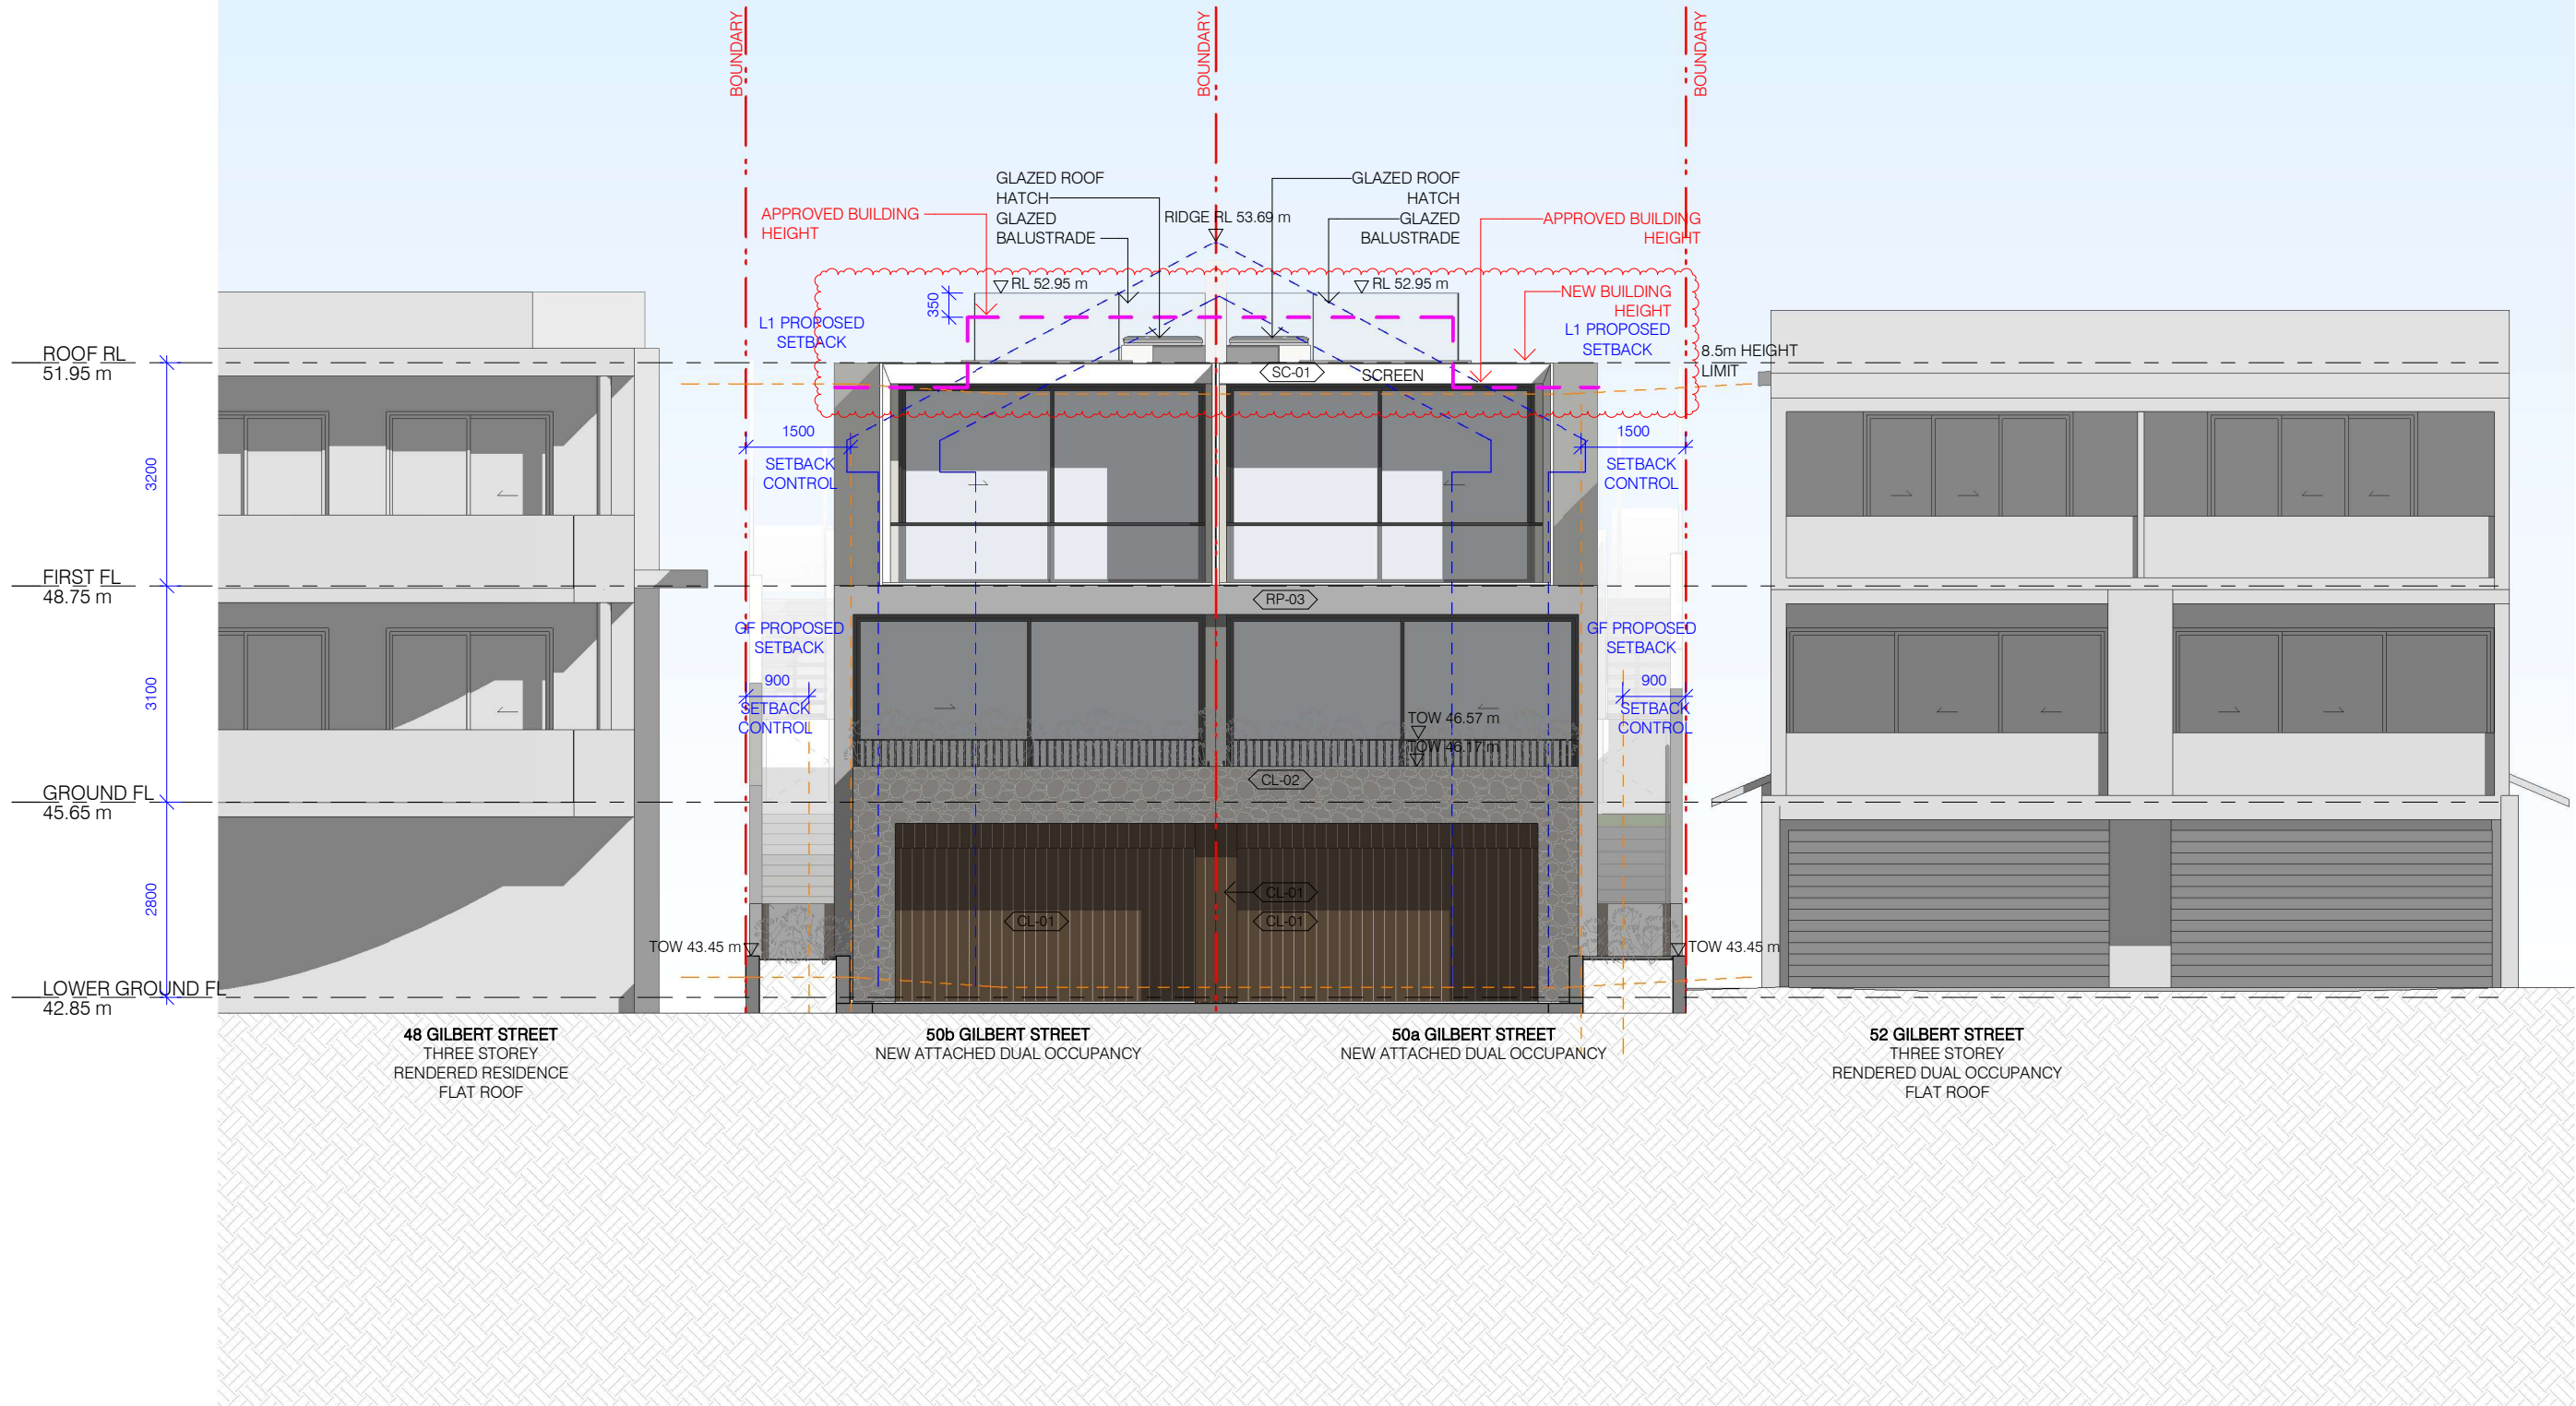 BOUNDARY
BOUNDARY
BOUNDARY
GLAZED ROOF
HATCH
GLAZED
BALUSTRADE
GLAZED ROOF
HATCH
GLAZED
BALUSTRADE
APPROVED BUILDING
HEIGHT
RIDGE RL 53.69 m
APPROVED BUILDING
HEIGHT
RL 52.95 m
RL 52.95 m
350
NEW BUILDING
HEIGHT
L1 PROPOSED
SETBACK
L1 PROPOSED
SETBACK
ROOF RL
51.95 m
8.5m HEIGHT
LIMIT
SC-01
SCREEN
1500
SETBACK
CONTROL
1500
SETBACK
CONTROL
3200
FIRST FL
48.75 m
RP-03
GF PROPOSED
SETBACK
GF PROPOSED
SETBACK
900
SETBACK
CONTROL
900
SETBACK
CONTROL
3100
TOW 46.57 m
TOW 46.17 m
CL-02
GROUND FL
45.65 m
2800
CL-01
CL-01
CL-01
TOW 43.45 m
TOW 43.45 m
LOWER GROUND FL
42.85 m
48 GILBERT STREET
THREE STOREY
RENDERED RESIDENCE
FLAT ROOF
50b GILBERT STREET
NEW ATTACHED DUAL OCCUPANCY
50a GILBERT STREET
NEW ATTACHED DUAL OCCUPANCY
52 GILBERT STREET
THREE STOREY
RENDERED DUAL OCCUPANCY
FLAT ROOF